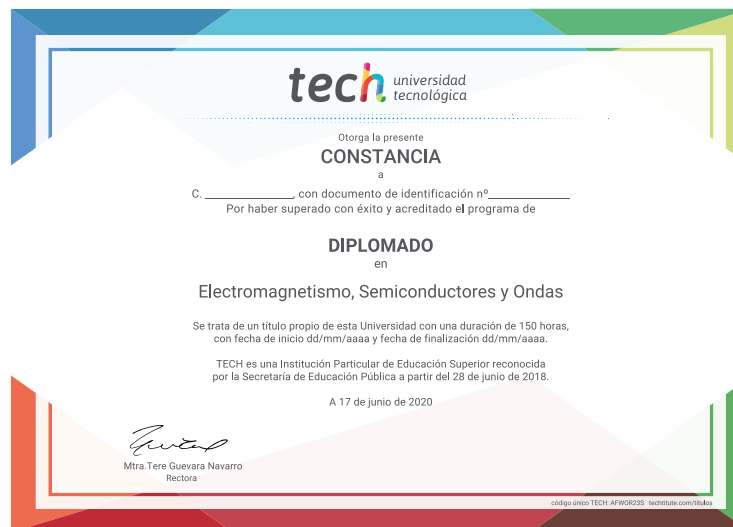 tech universidad
tecnológica
Otorga la presente
CONSTANCIA
a
C. ______________, con documento de identificación nº_____________
Por haber superado con éxito y acreditado el programa de
DIPLOMADO
en
Electromagnetismo, Semiconductores y Ondas
Se trata de un título propio de esta Universidad con una duración de 150 horas,
con fecha de inicio dd/mm/aaaa y fecha de finalización dd/mm/aaaa.
TECH es una Institución Particular de Educación Superior reconocida
por la Secretaría de Educación Pública a partir del 28 de junio de 2018.
A 17 de junio de 2020
Mtra.Tere Guevara Navarro
Rectora
código único TECH: AFWOR23S techtitute.com/titulos